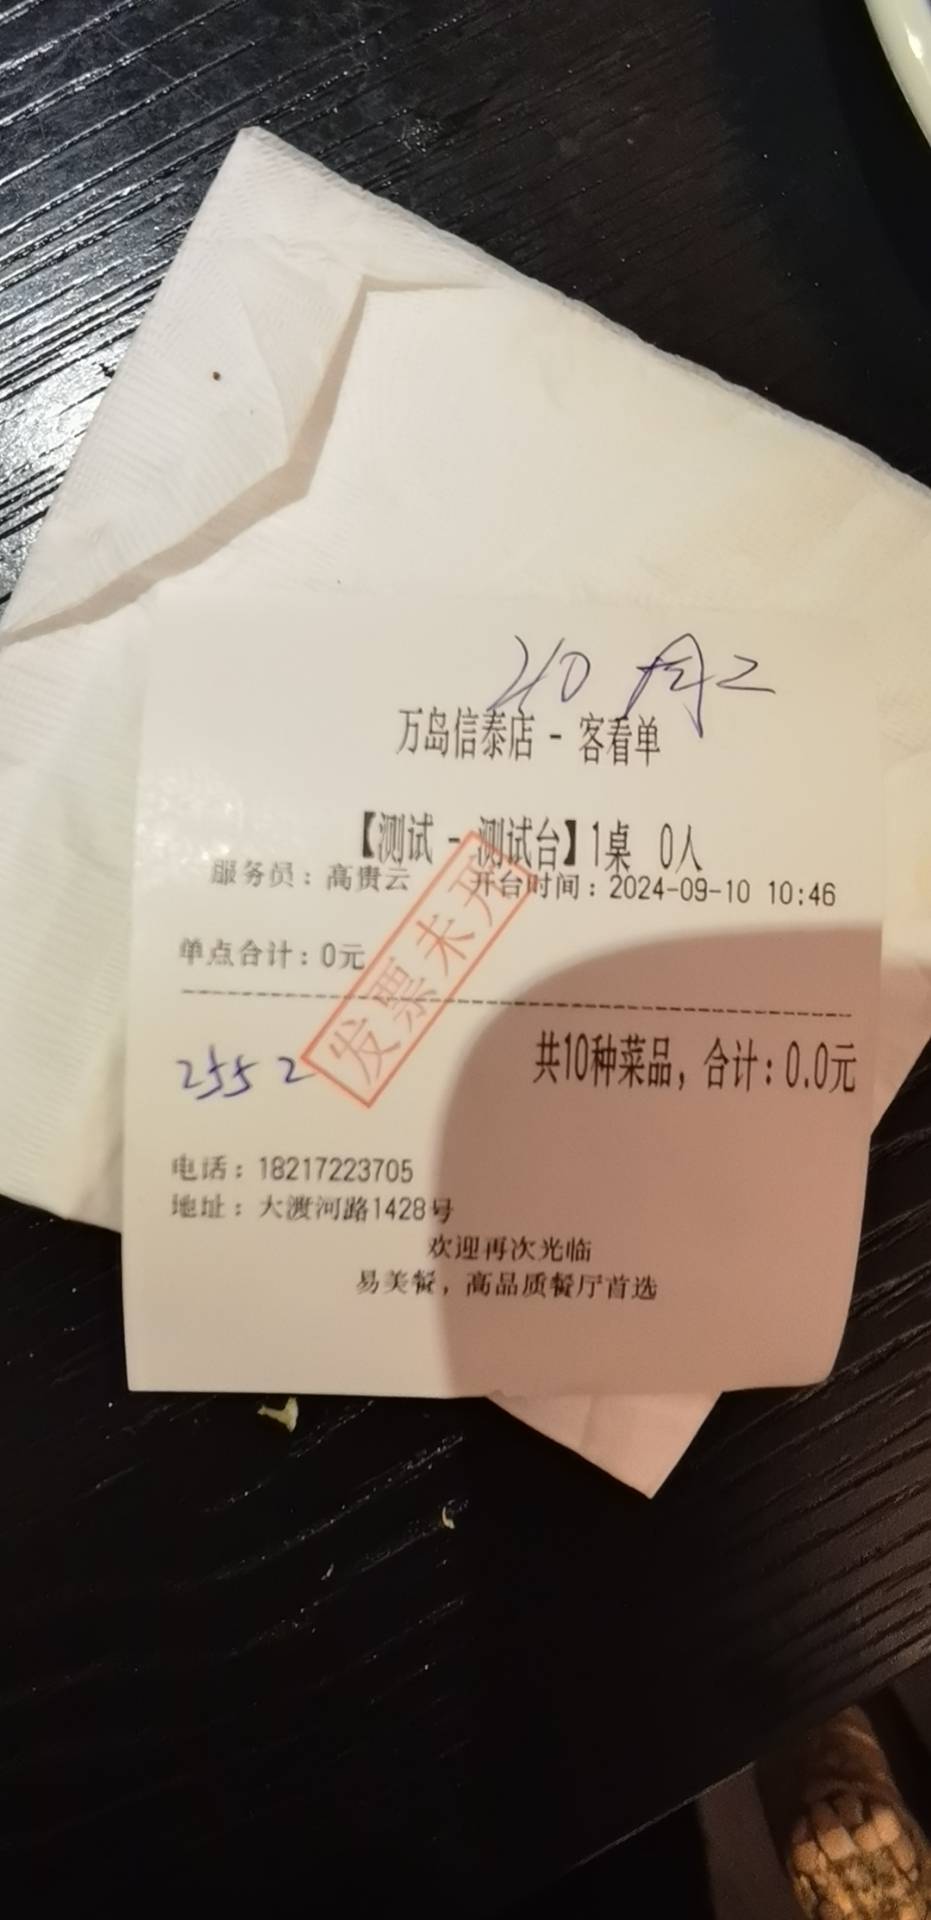 万岛信泰店 - 客看单
【测试 - 测试台】1桌 0人
服务员：高贵云 开台时间：2024-09-10 10:46
单点合计：0元
发票未开
共10种菜品，合计：0.0元
2552
电话：18217223705
地址：大渡河路1428号
欢迎再次光临
易美餐，高品质餐厅首选